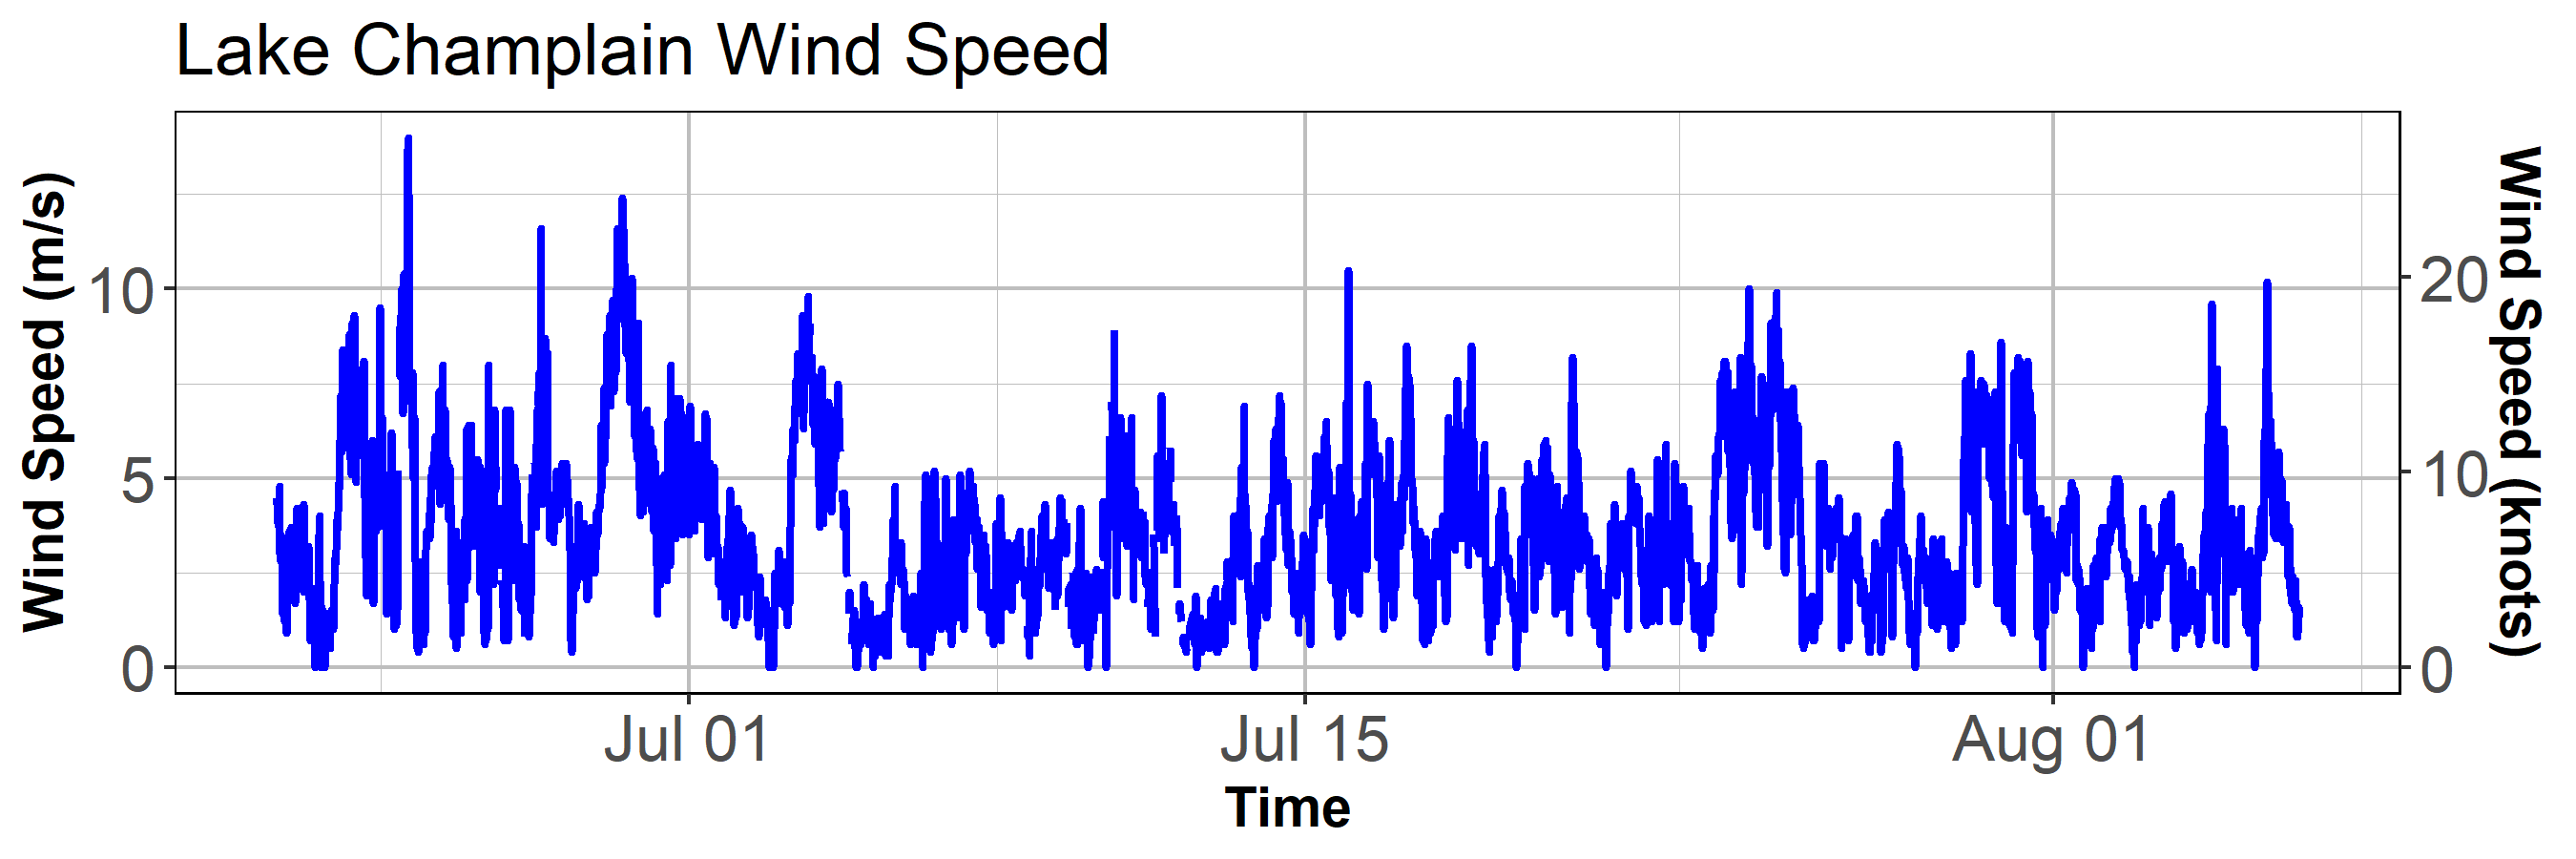 Lake Champlain Wind Speed
Wind Speed (m/s)
10
5
0
20
10
0
Wind Speed (knots)
Jul 01
Jul 15
Aug 01
Time